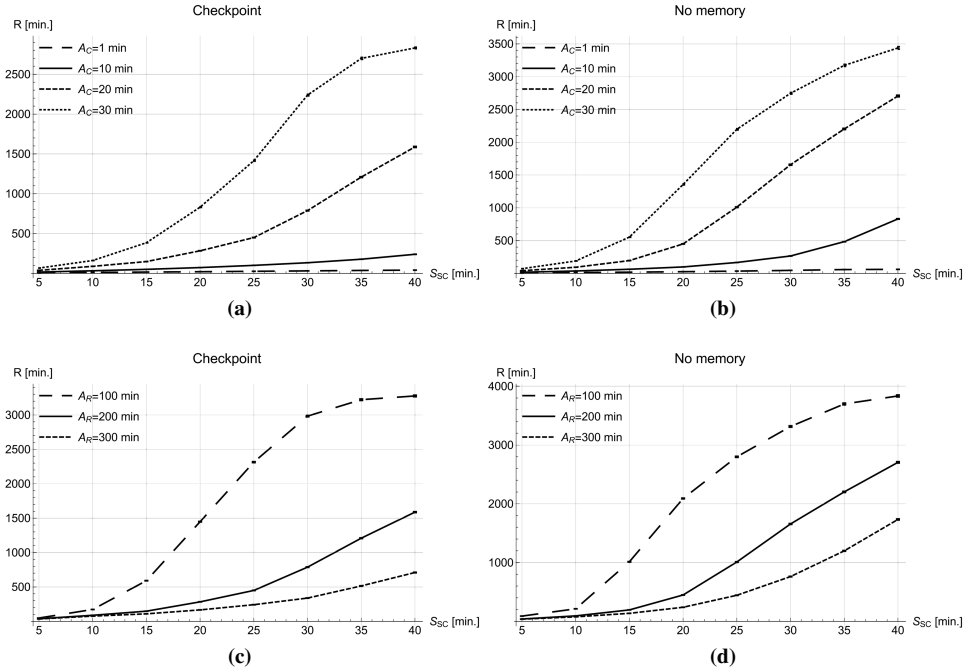 Checkpoint
R [min.]
A_C=1 min
A_C=10 min
A_C=20 min
A_C=30 min
2500
2000
1500
1000
500
5 10 15 20 25 30 35 40 S_SC [min.]
(a)
No memory
R [min.]
A_C=1 min
A_C=10 min
A_C=20 min
A_C=30 min
3500
3000
2500
2000
1500
1000
500
5 10 15 20 25 30 35 40 S_SC [min.]
(b)
Checkpoint
R [min.]
A_R=100 min
A_R=200 min
A_R=300 min
3000
2500
2000
1500
1000
500
5 10 15 20 25 30 35 40 S_SC [min.]
(c)
No memory
R [min.]
A_R=100 min
A_R=200 min
A_R=300 min
4000
3000
2000
1000
5 10 15 20 25 30 35 40 S_SC [min.]
(d)